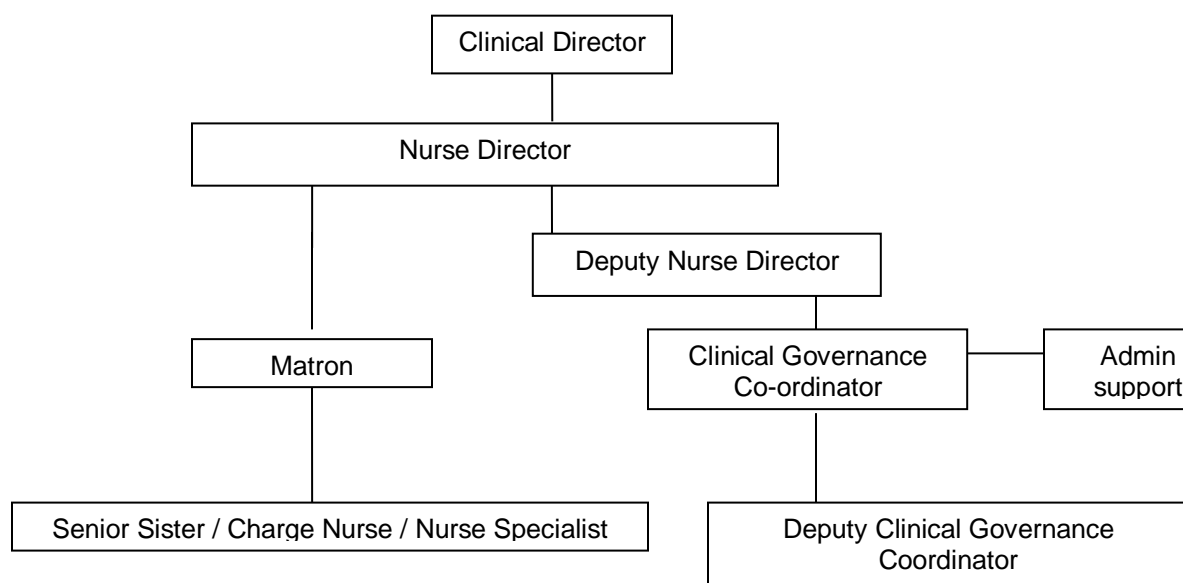 Clinical Director
Nurse Director
Deputy Nurse Director
Matron
Clinical Governance
Co-ordinator
Admin
support
Senior Sister / Charge Nurse / Nurse Specialist
Deputy Clinical Governance
Coordinator